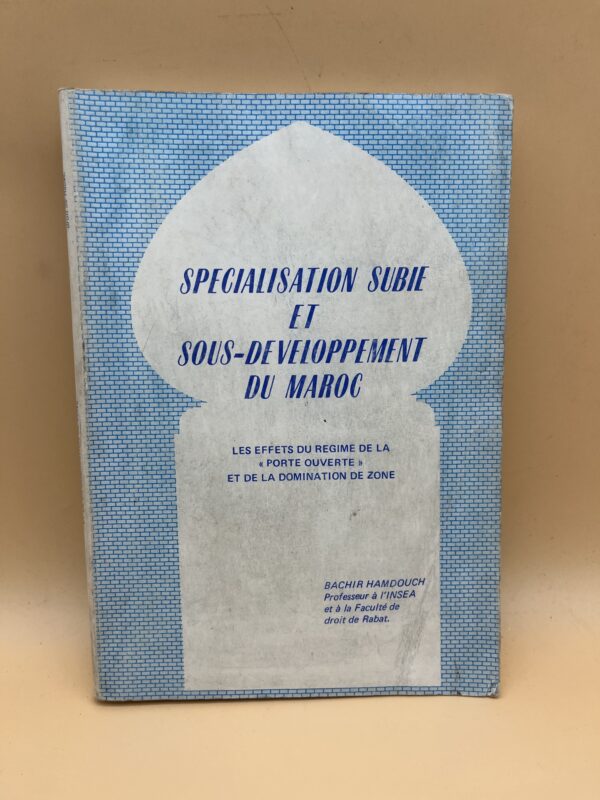 SPECIALISATION SUBIE
ET
SOUS-DEVELOPPEMENT
DU MAROC
LES EFFETS DU REGIME DE LA
« PORTE OUVERTE »
ET DE LA DOMINATION DE ZONE
BACHIR HAMDOUCH
Professeur à l'INSEA
et à la Faculté de
droit de Rabat.